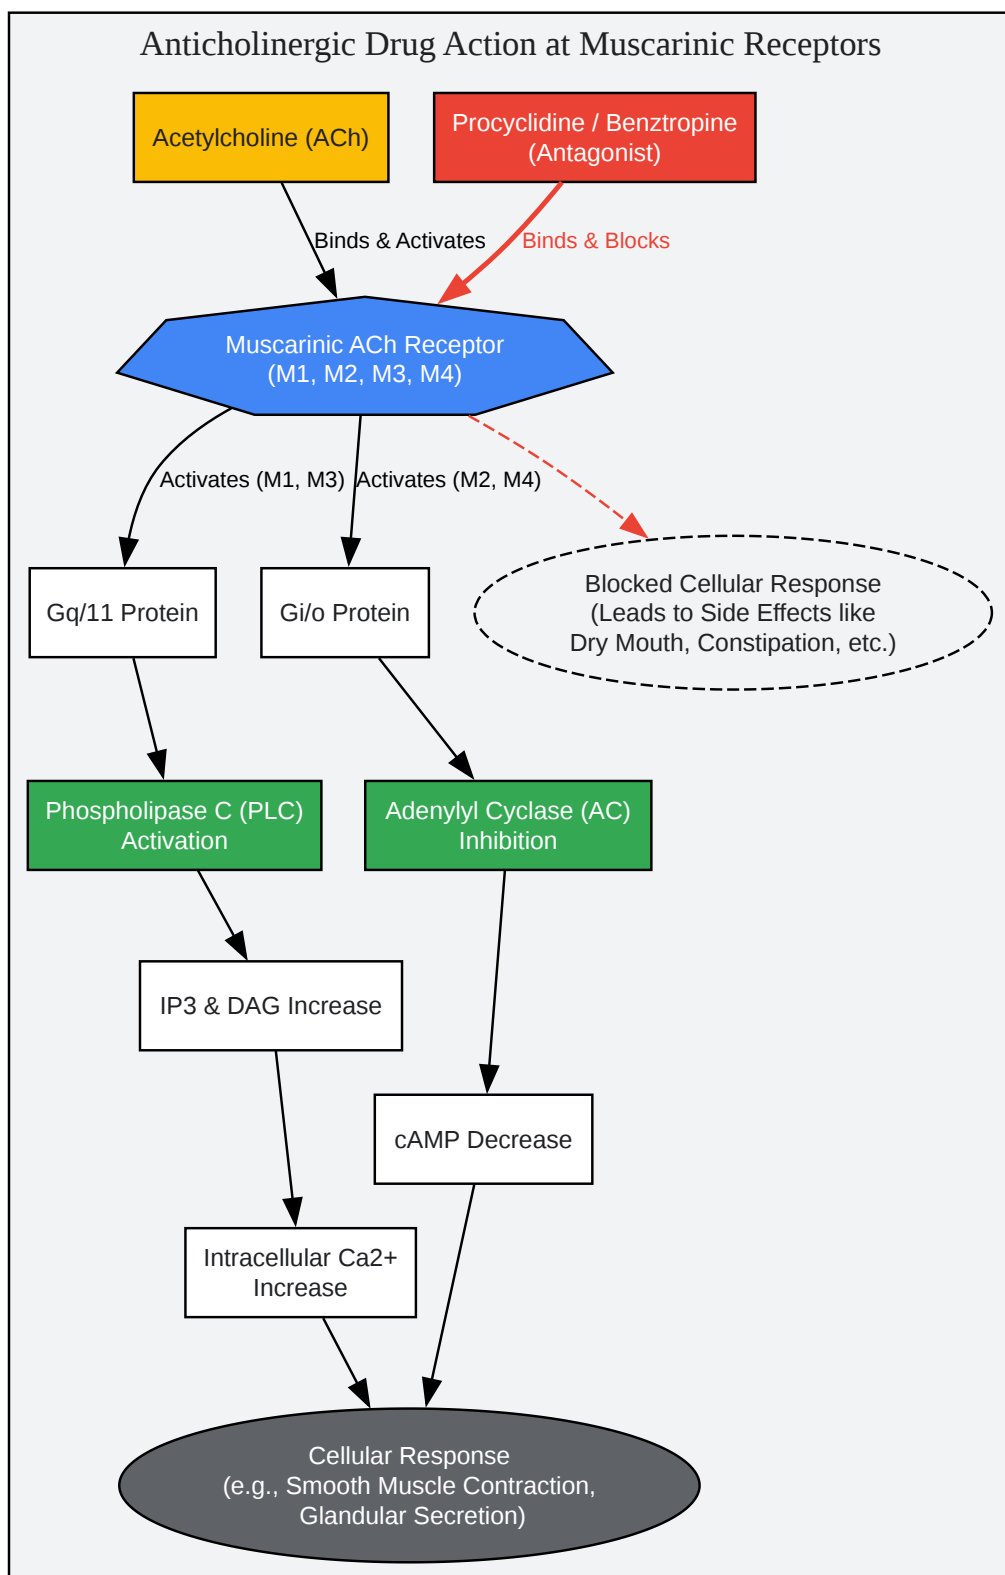 Anticholinergic Drug Action at Muscarinic Receptors
Acetylcholine (ACh)
Procyclidine / Benztropine
(Antagonist)
Binds & Activates
Binds & Blocks
Muscarinic ACh Receptor
(M1, M2, M3, M4)
Activates (M1, M3)
Activates (M2, M4)
Gq/11 Protein
Gi/o Protein
Blocked Cellular Response
(Leads to Side Effects like
Dry Mouth, Constipation, etc.)
Phospholipase C (PLC)
Activation
Adenylyl Cyclase (AC)
Inhibition
IP3 & DAG Increase
cAMP Decrease
Intracellular Ca2+
Increase
Cellular Response
(e.g., Smooth Muscle Contraction,
Glandular Secretion)